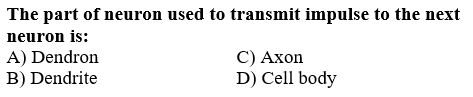 The part of neuron used to transmit impulse to the next
neuron is:
A) Dendron C) Axon
B) Dendrite D) Cell body